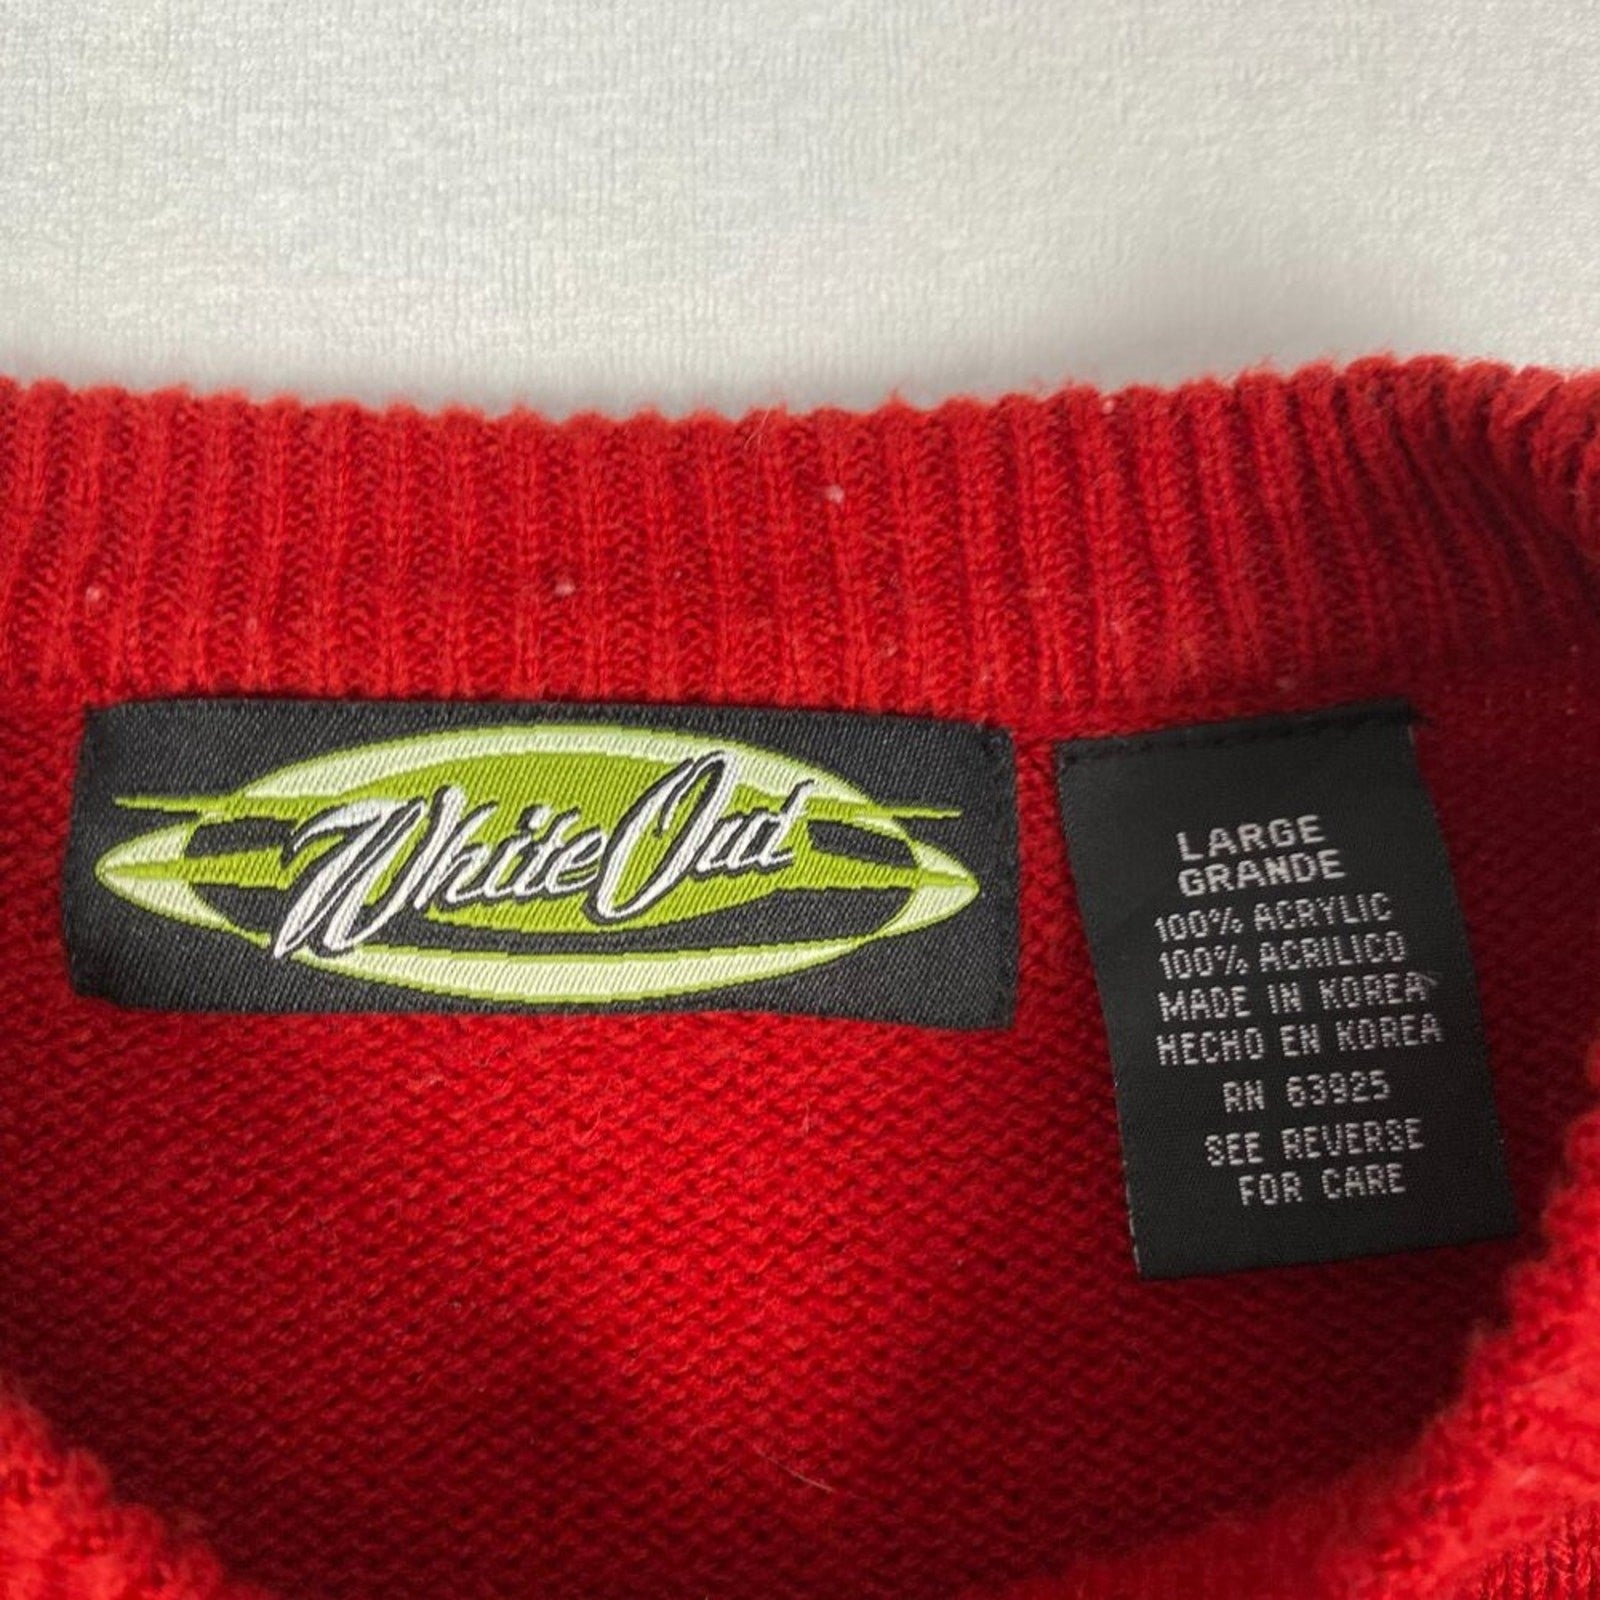 White Out
LARGE
GRANDE
100% ACRYLIC
100% ACRILICO
MADE IN KOREA
HECHO EN KOREA
RN 63925
SEE REVERSE
FOR CARE